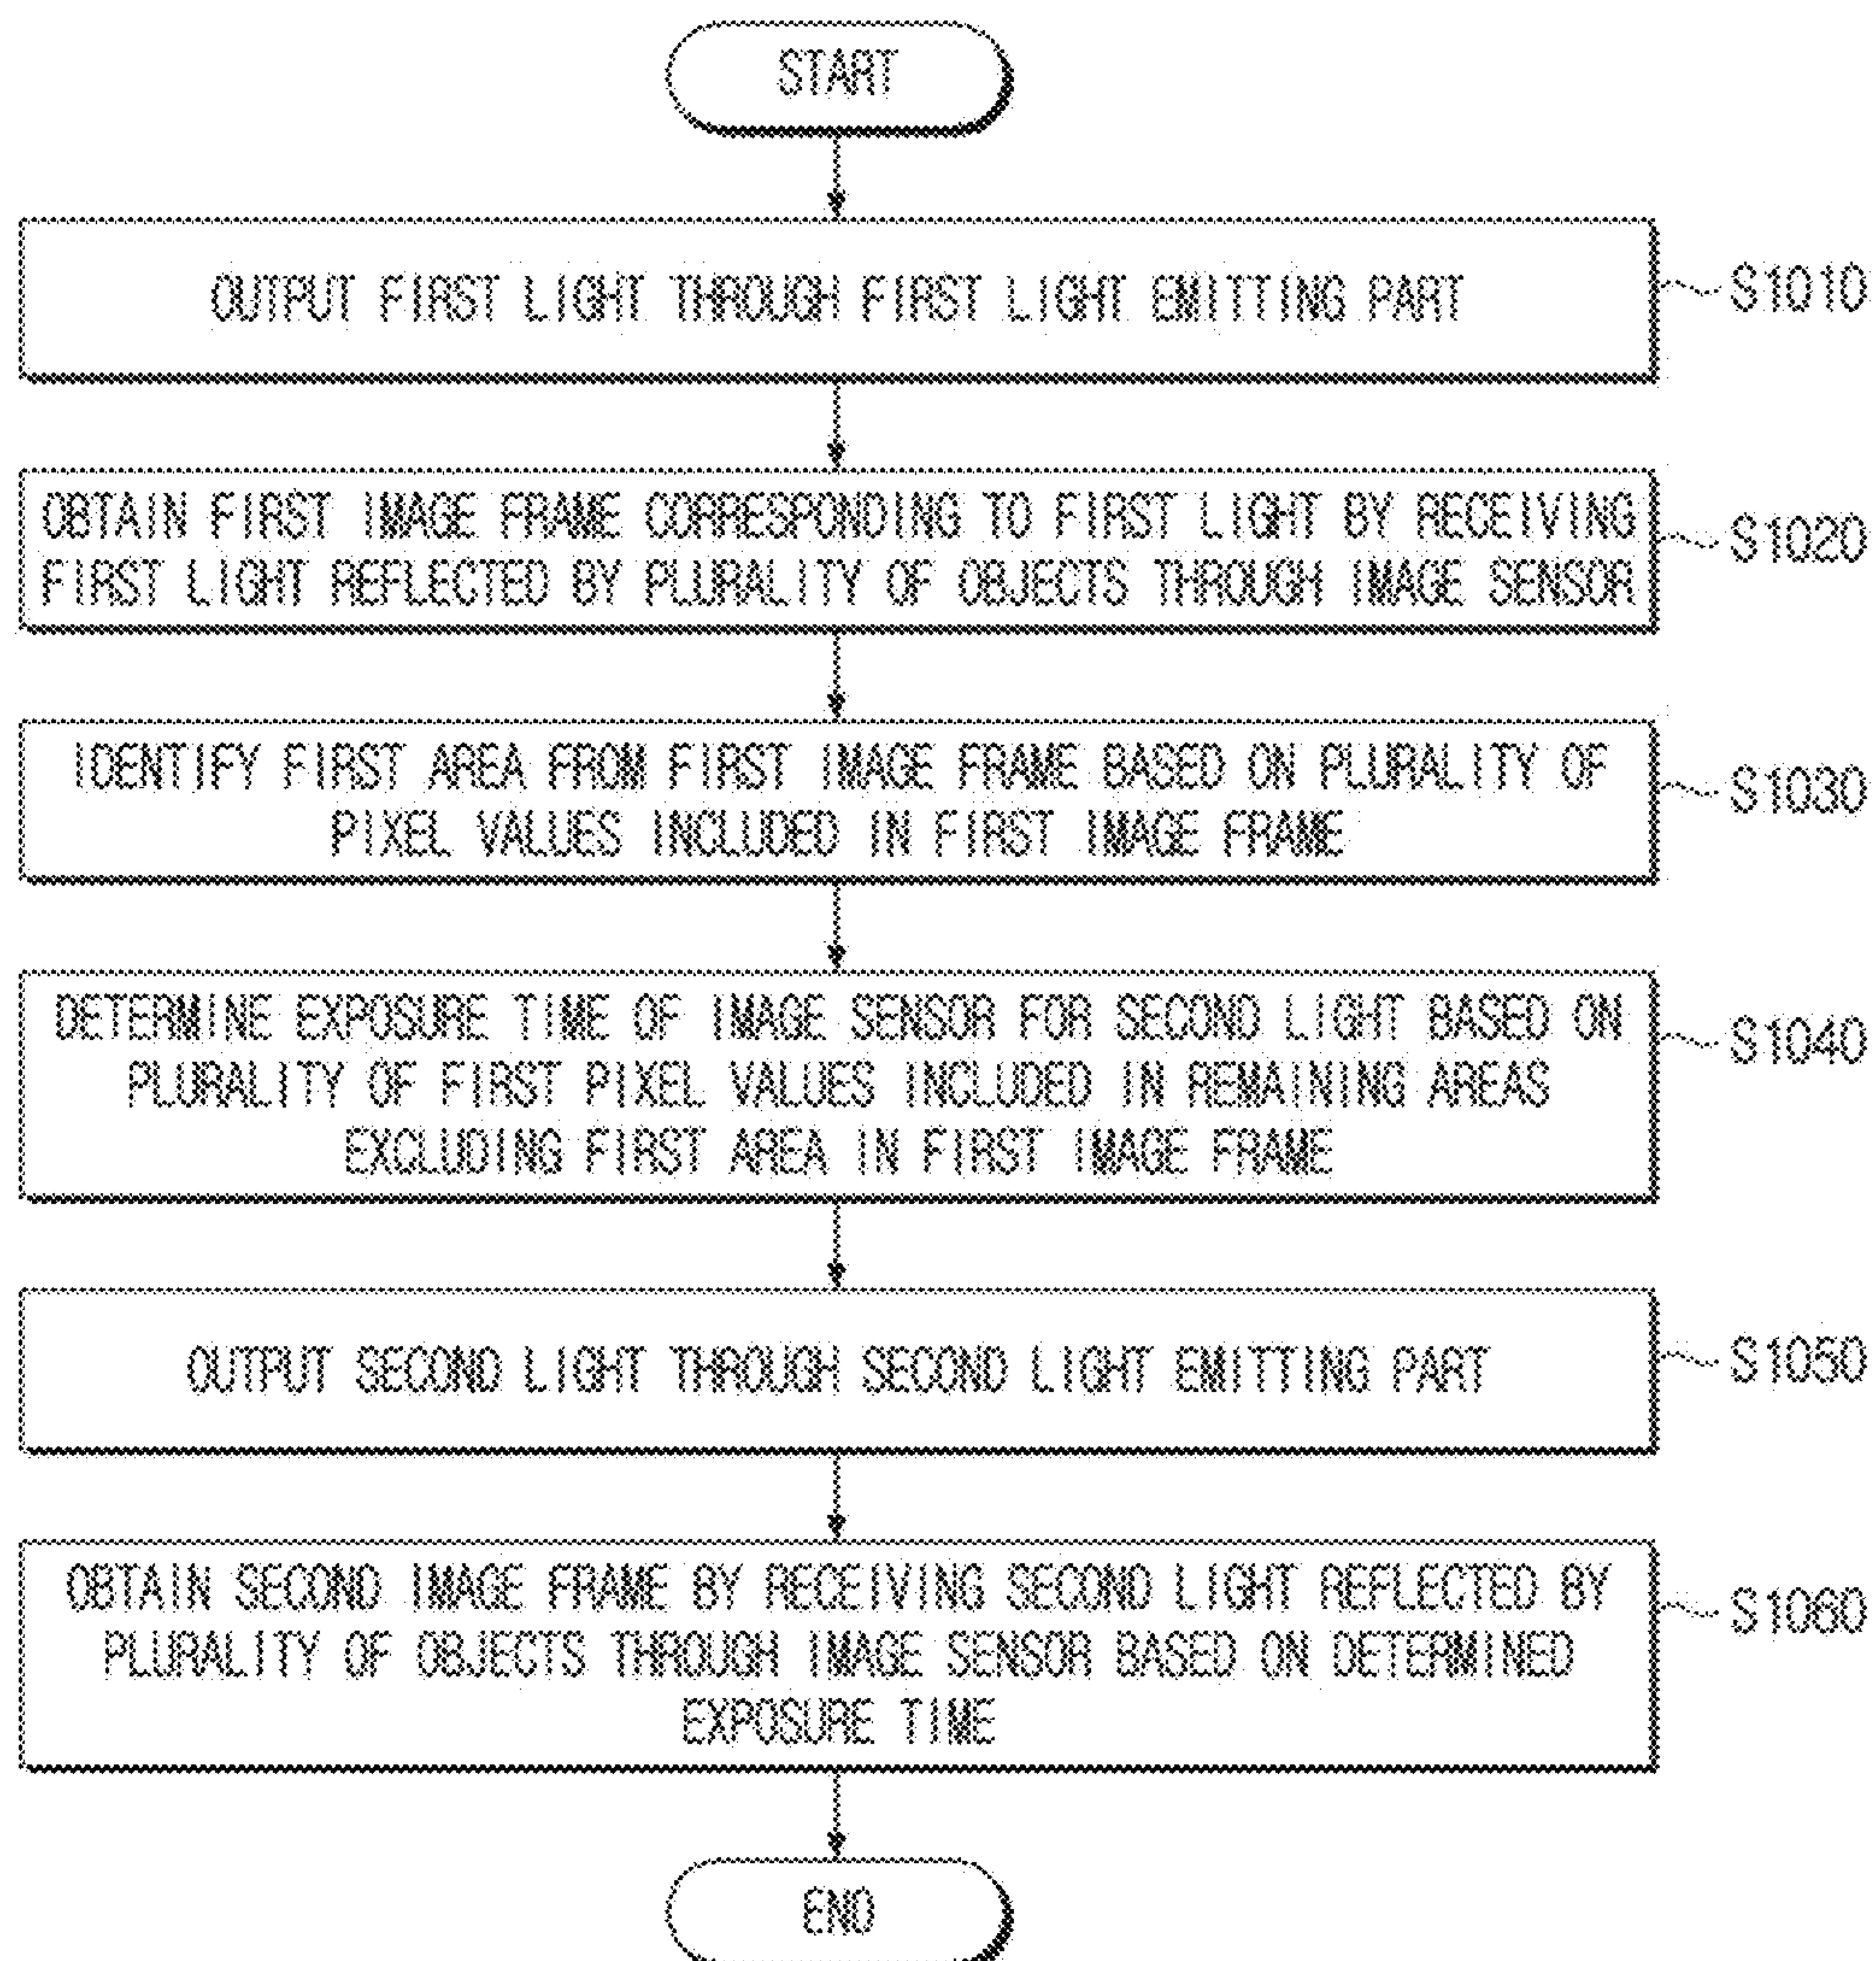 START
OUTPUT FIRST LIGHT THROUGH FIRST LIGHT EMITTING PART
S1010
OBTAIN FIRST IMAGE FRAME CORRESPONDING TO FIRST LIGHT BY RECEIVING
FIRST LIGHT REFLECTED BY PLURALITY OF OBJECTS THROUGH IMAGE SENSOR
S1020
IDENTIFY FIRST AREA FROM FIRST IMAGE FRAME BASED ON PLURALITY OF
PIXEL VALUES INCLUDED IN FIRST IMAGE FRAME
S1030
DETERMINE EXPOSURE TIME OF IMAGE SENSOR FOR SECOND LIGHT BASED ON
PLURALITY OF FIRST PIXEL VALUES INCLUDED IN REMAINING AREAS
EXCLUDING FIRST AREA IN FIRST IMAGE FRAME
S1040
OUTPUT SECOND LIGHT THROUGH SECOND LIGHT EMITTING PART
S1050
OBTAIN SECOND IMAGE FRAME BY RECEIVING SECOND LIGHT REFLECTED BY
PLURALITY OF OBJECTS THROUGH IMAGE SENSOR BASED ON DETERMINED
EXPOSURE TIME
S1060
END